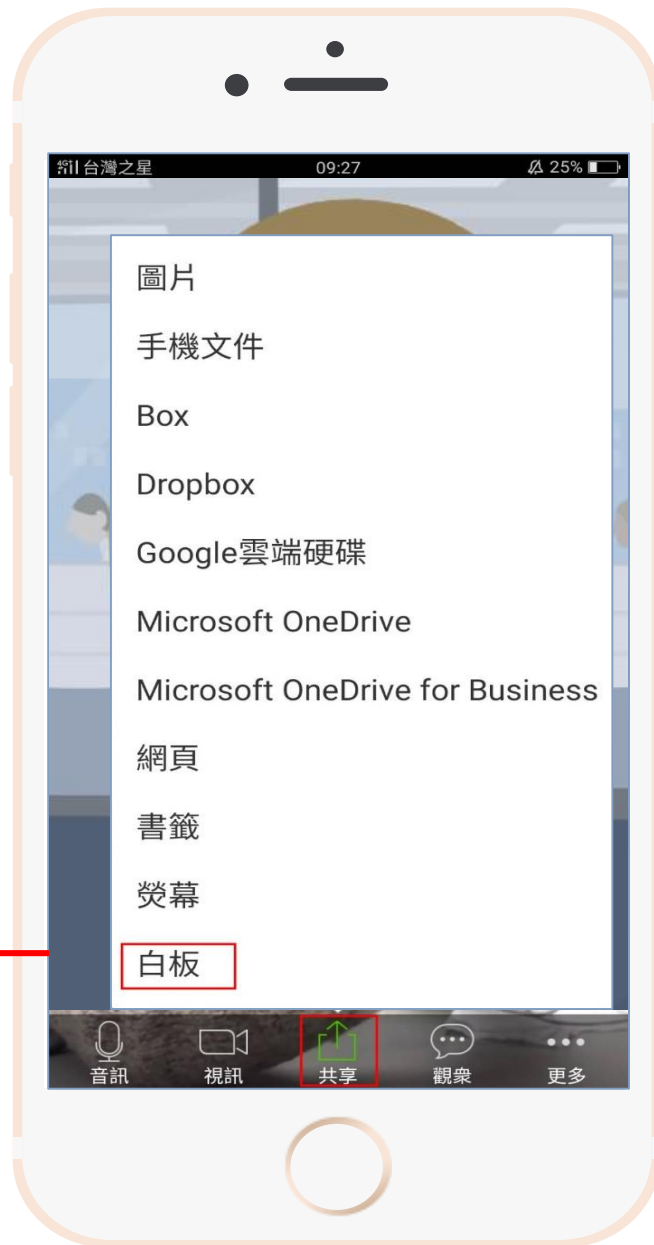 4G 台灣之星 09:27 25%
圖片
手機文件
Box
Dropbox
Google雲端硬碟
Microsoft OneDrive
Microsoft OneDrive for Business
網頁
書籤
熒幕
白板
音訊 視訊 共享 觀衆 更多